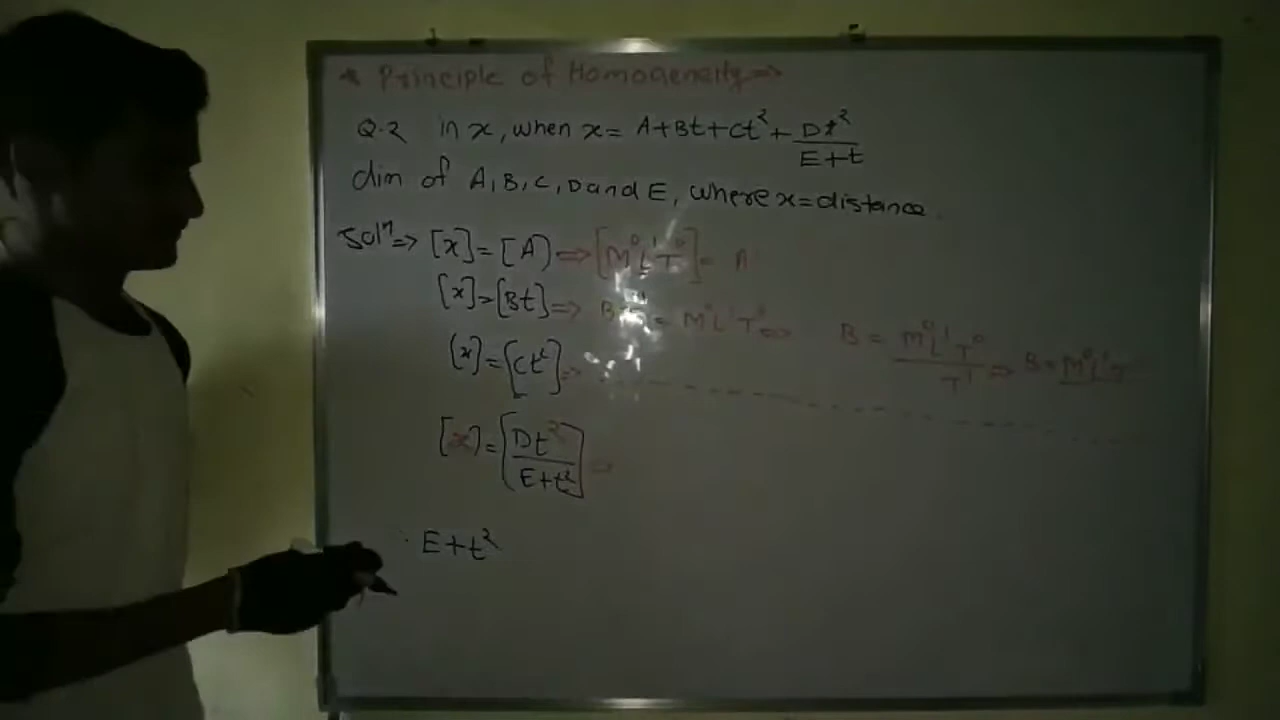 * Principle of Homogeneity ⇒
Q.2 in x, when x = A+Bt+Ct²+ Dt²/E+t
dim of A, B, C, D and E, where x = distance.
Solⁿ ⇒ [x] = [A] ⇒ [M⁰L¹T⁰] = A
[x] = [Bt] ⇒ B = M⁰L¹T⁰ ⇒ B = M⁰L¹T⁰/T¹ ⇒ B =
[x] = [Ct²] ⇒
[x] = [Dt²/E+t²] ⇒
E+t²